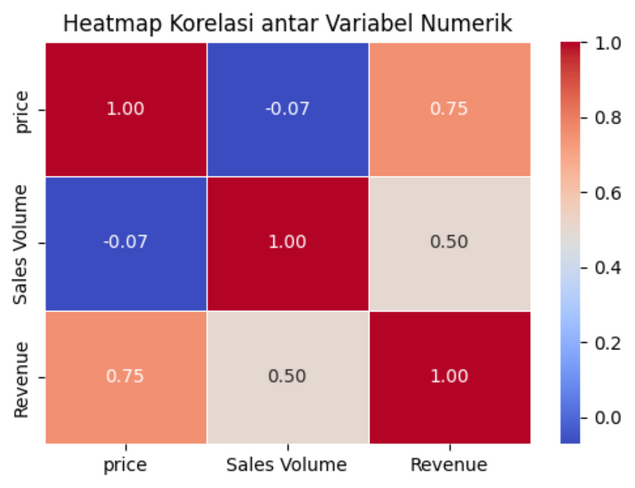 Heatmap Korelasi antar Variabel Numerik
price
1.00
-0.07
0.75
Sales Volume
-0.07
1.00
0.50
Revenue
0.75
0.50
1.00
price
Sales Volume
Revenue
1.0
0.8
0.6
0.4
0.2
0.0